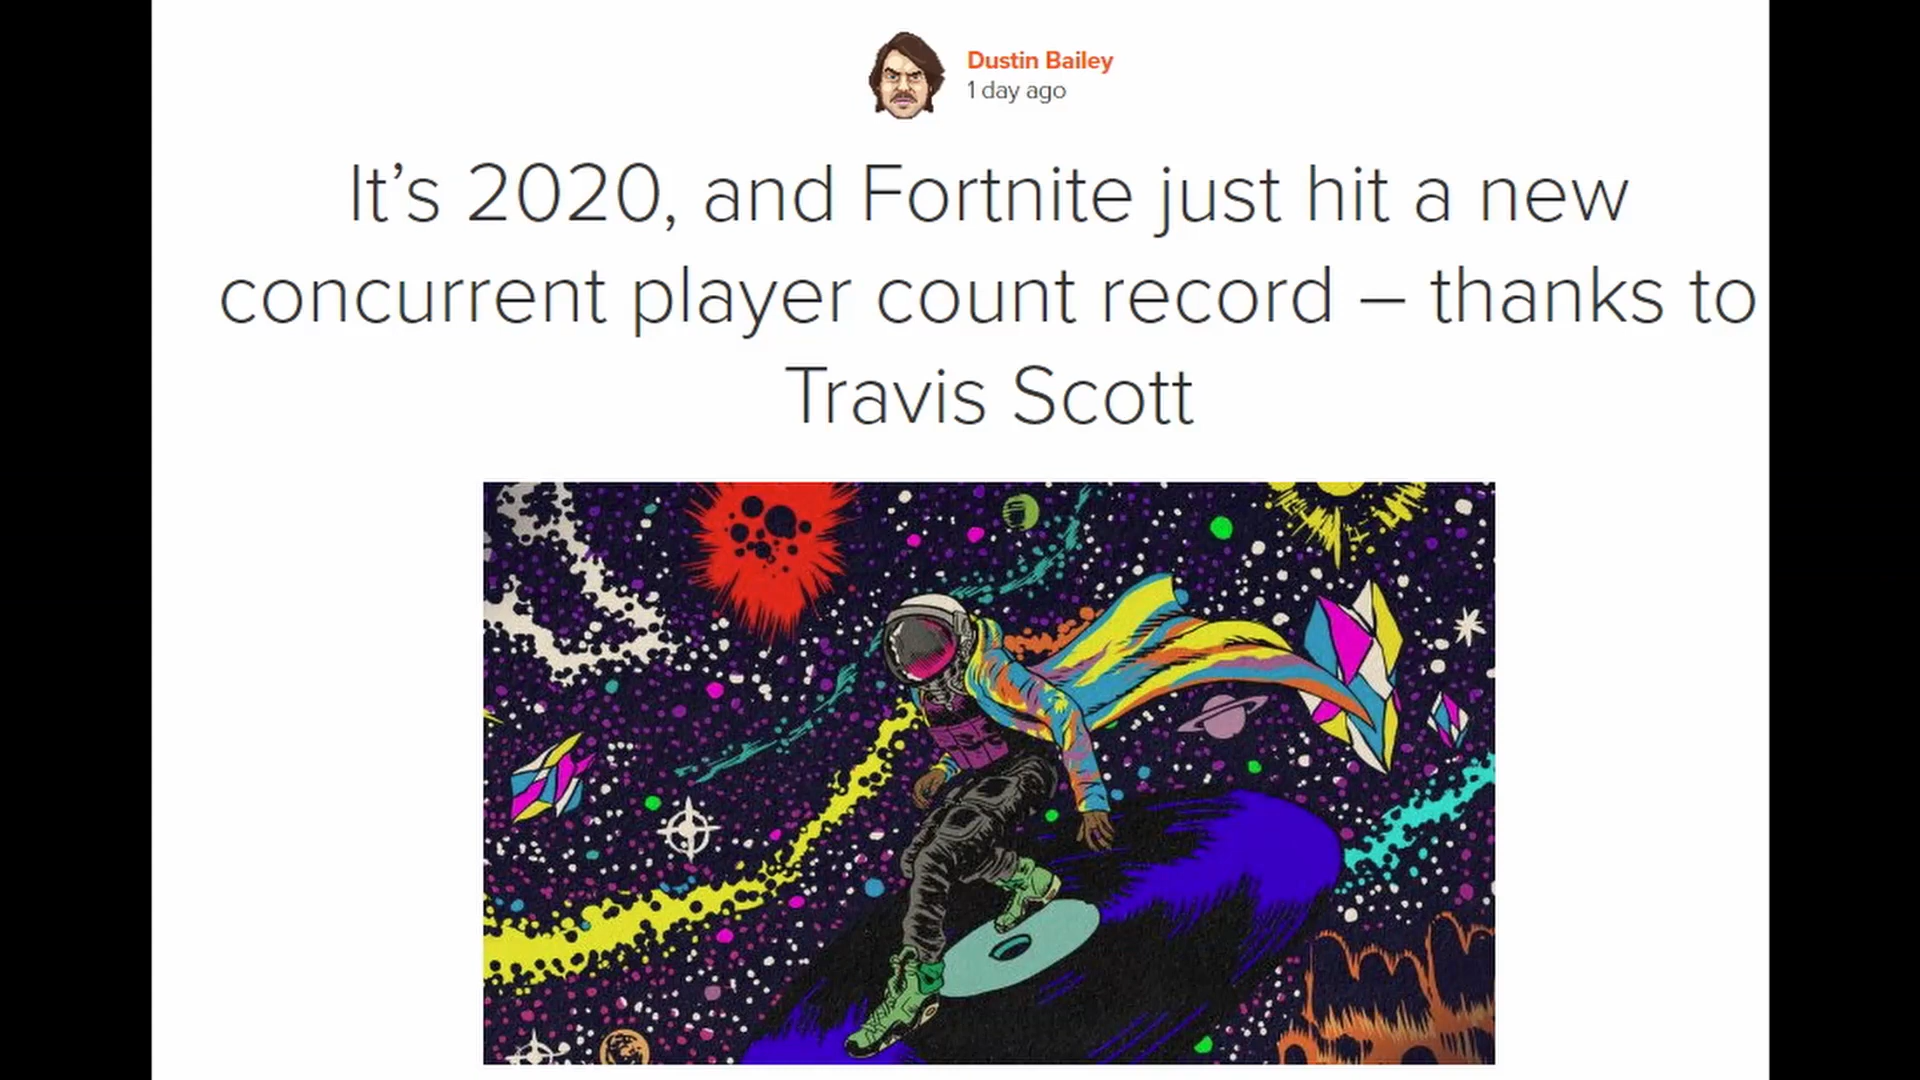 Dustin Bailey
1 day ago
It’s 2020, and Fortnite just hit a new
concurrent player count record – thanks to
Travis Scott